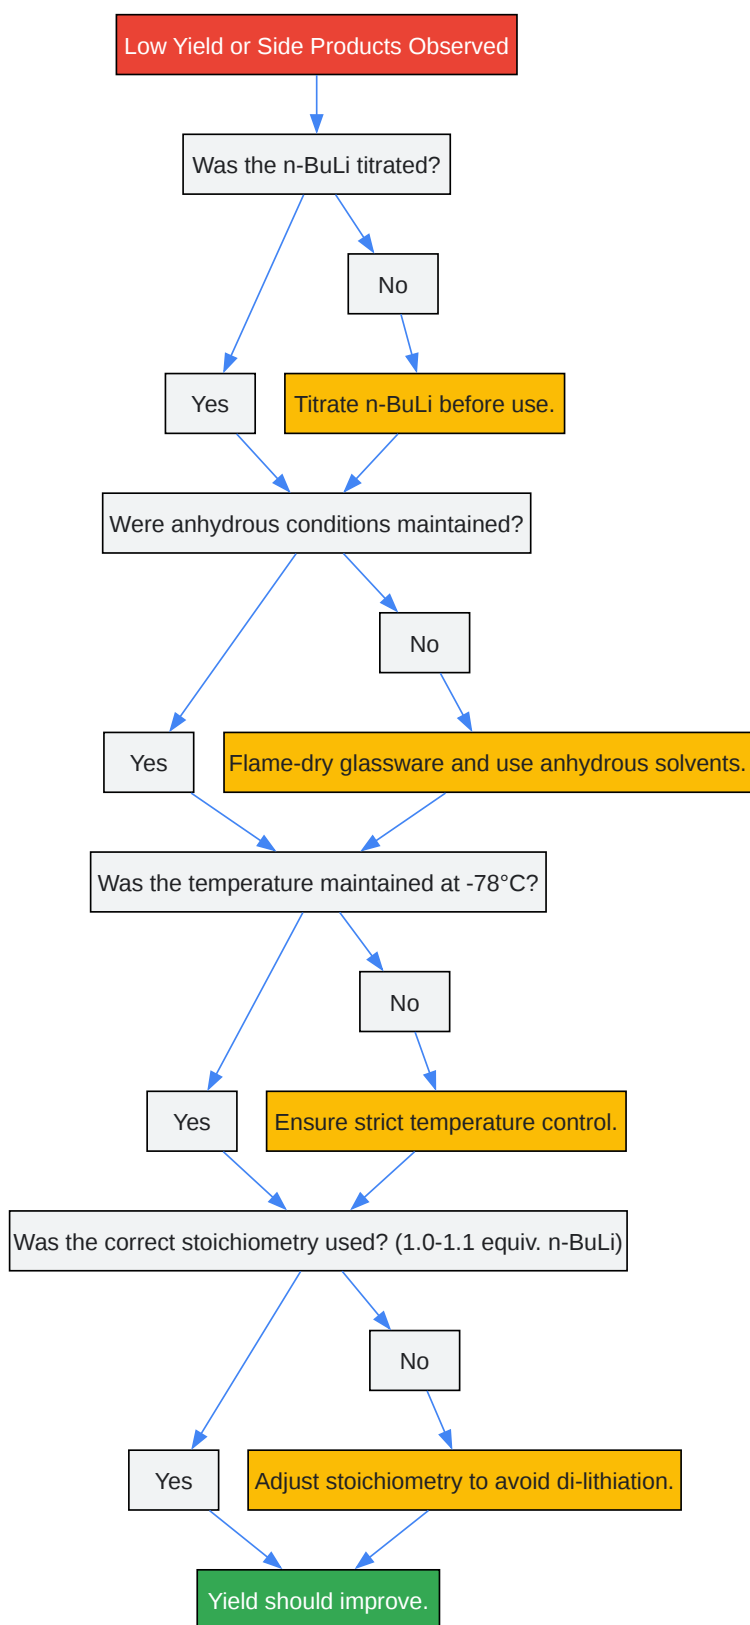 Low Yield or Side Products Observed
Was the n-BuLi titrated?
No
Yes
Titrate n-BuLi before use.
Were anhydrous conditions maintained?
No
Yes
Flame-dry glassware and use anhydrous solvents.
Was the temperature maintained at -78°C?
No
Yes
Ensure strict temperature control.
Was the correct stoichiometry used? (1.0-1.1 equiv. n-BuLi)
No
Yes
Adjust stoichiometry to avoid di-lithiation.
Yield should improve.